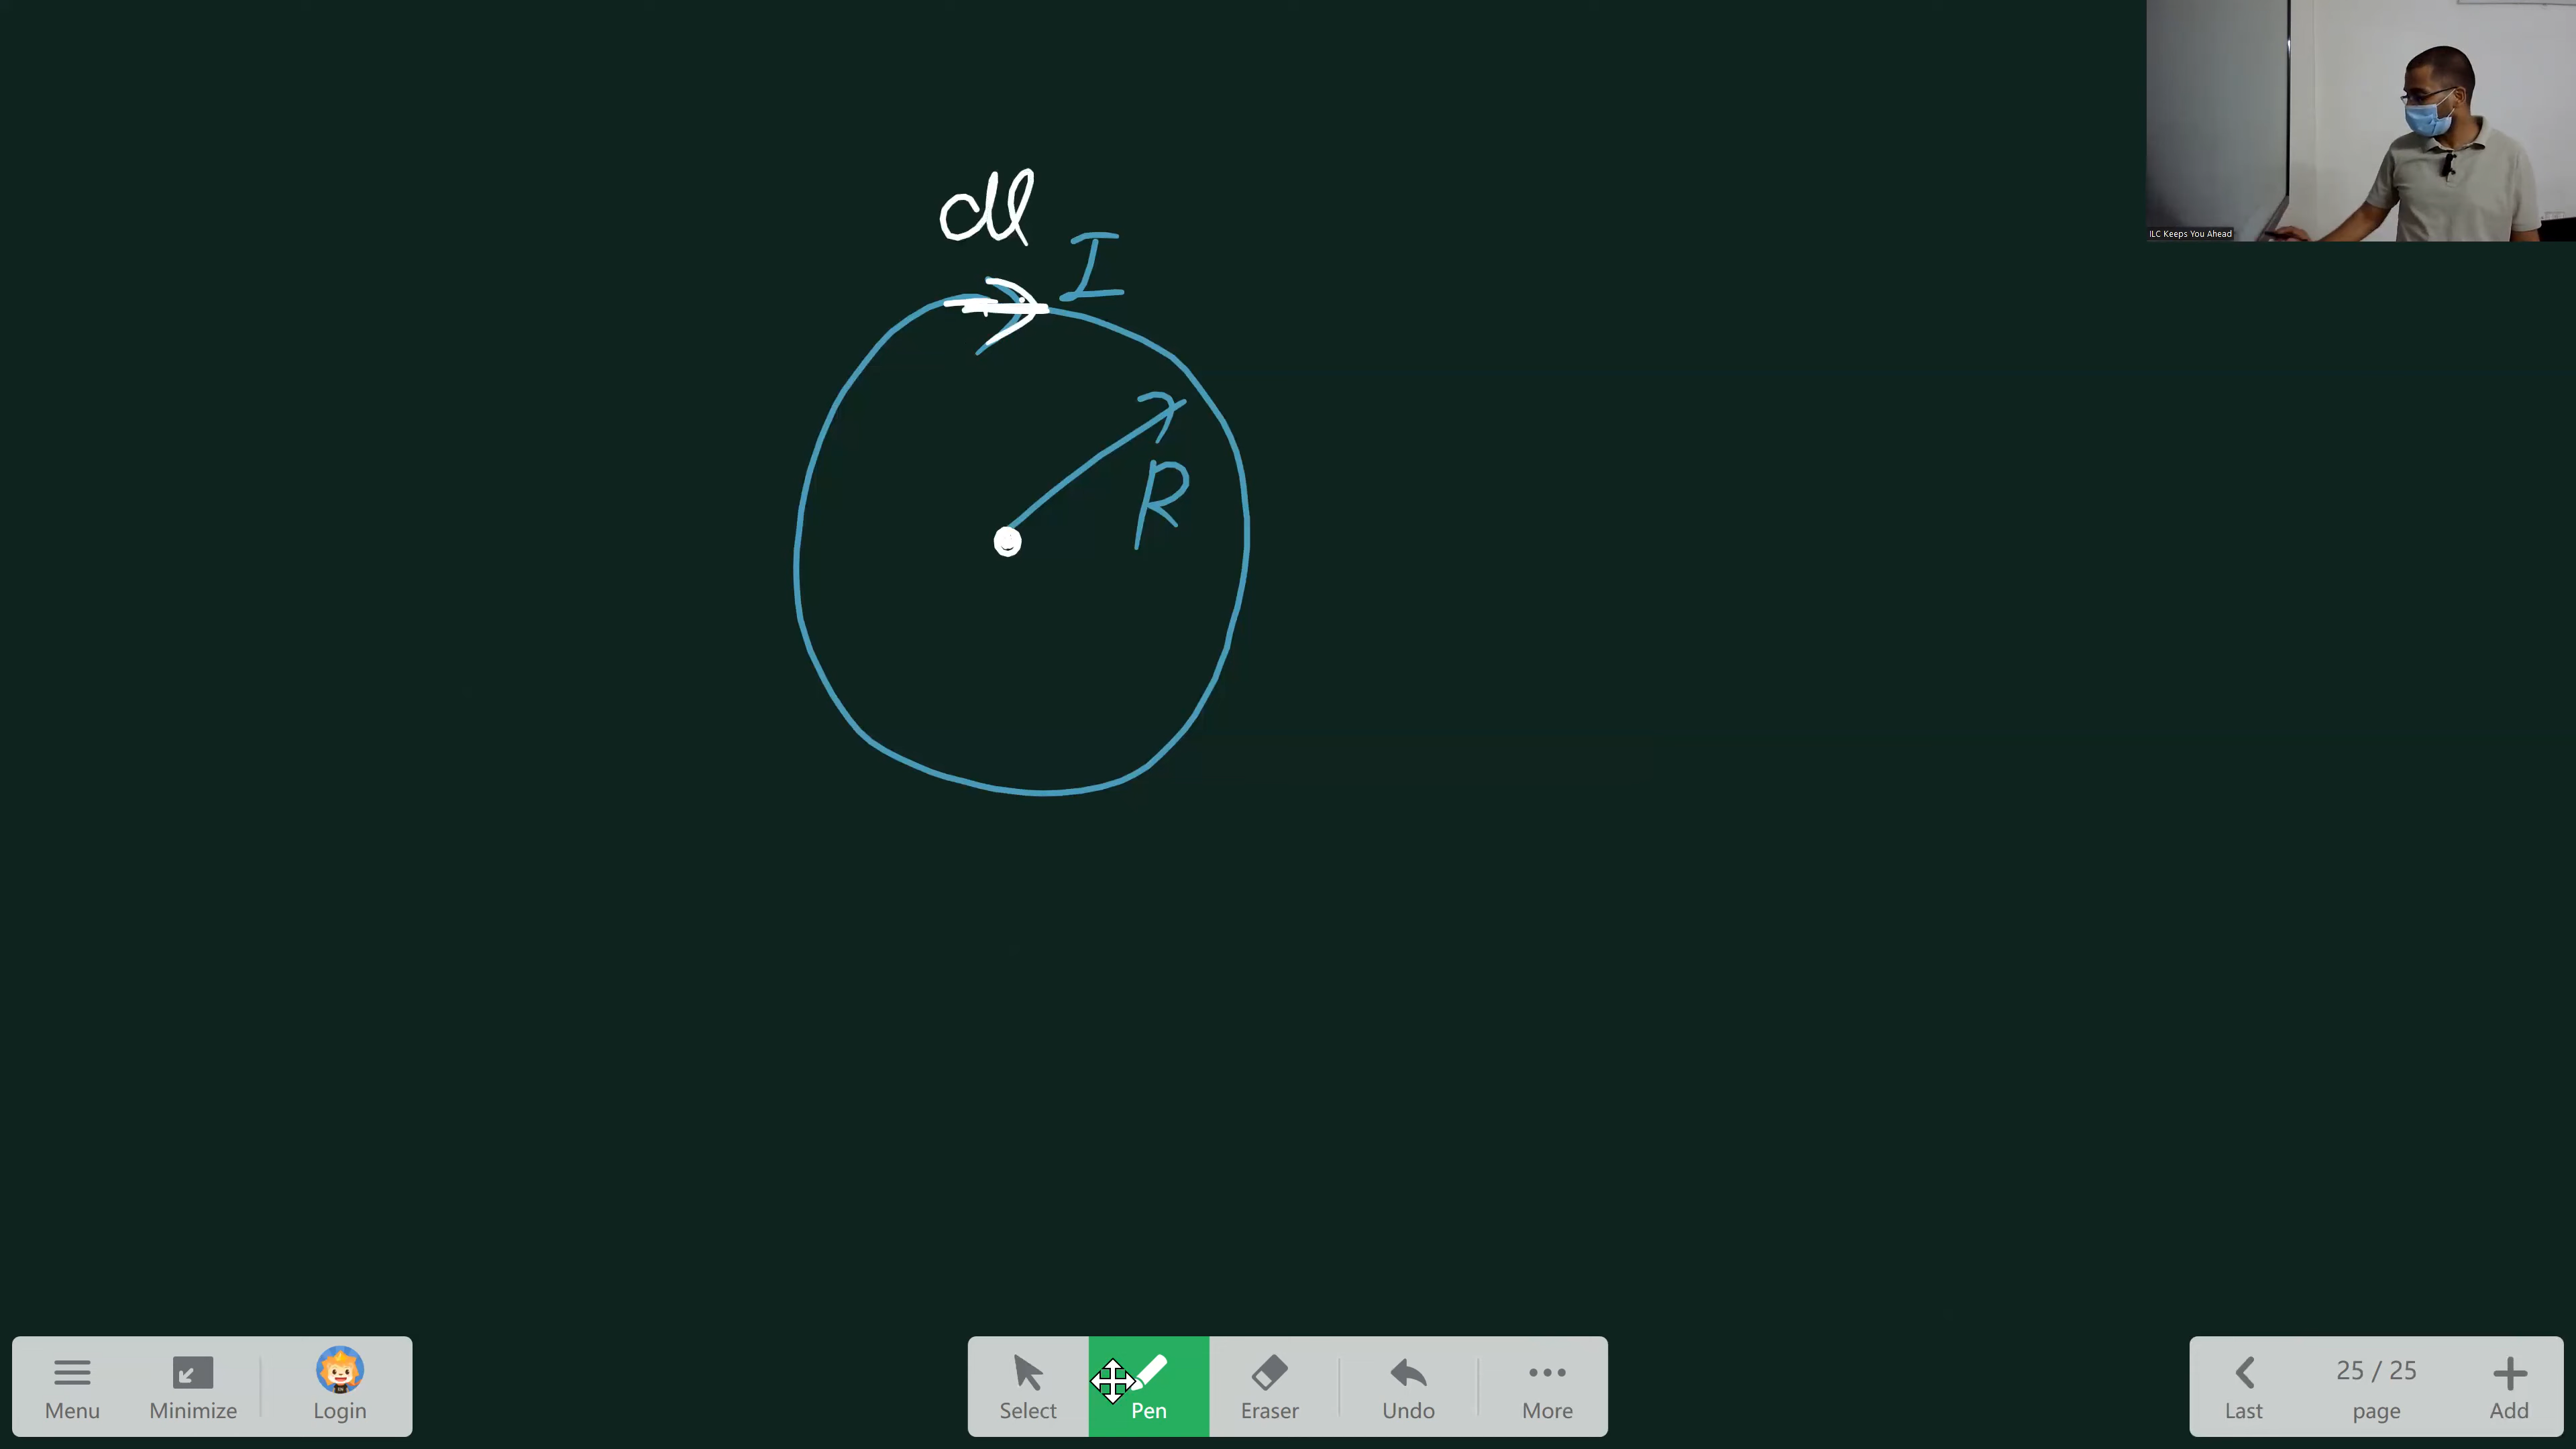 dl
I
R
ILC Keeps You Ahead
Menu
Minimize
Login
Select
Pen
Eraser
Undo
More
Last
25 / 25
page
Add